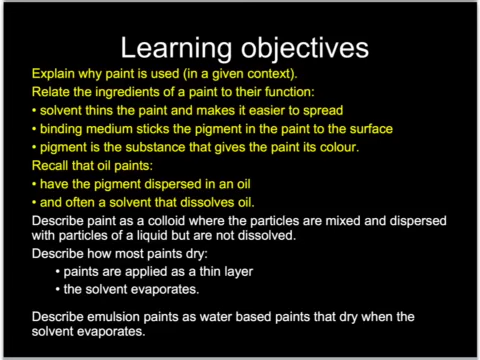 Learning objectives
Explain why paint is used (in a given context).
Relate the ingredients of a paint to their function:
• solvent thins the paint and makes it easier to spread
• binding medium sticks the pigment in the paint to the surface
• pigment is the substance that gives the paint its colour.
Recall that oil paints:
• have the pigment dispersed in an oil
• and often a solvent that dissolves oil.
Describe paint as a colloid where the particles are mixed and dispersed
with particles of a liquid but are not dissolved.
Describe how most paints dry:
• paints are applied as a thin layer
• the solvent evaporates.
Describe emulsion paints as water based paints that dry when the
solvent evaporates.